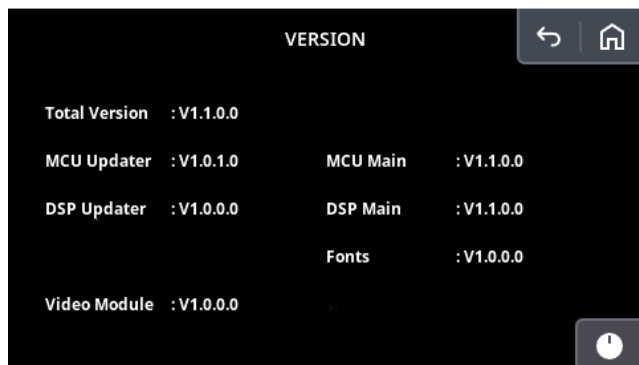 VERSION
Total Version : V1.1.0.0
MCU Updater : V1.0.1.0 MCU Main : V1.1.0.0
DSP Updater : V1.0.0.0 DSP Main : V1.1.0.0
Fonts : V1.0.0.0
Video Module : V1.0.0.0